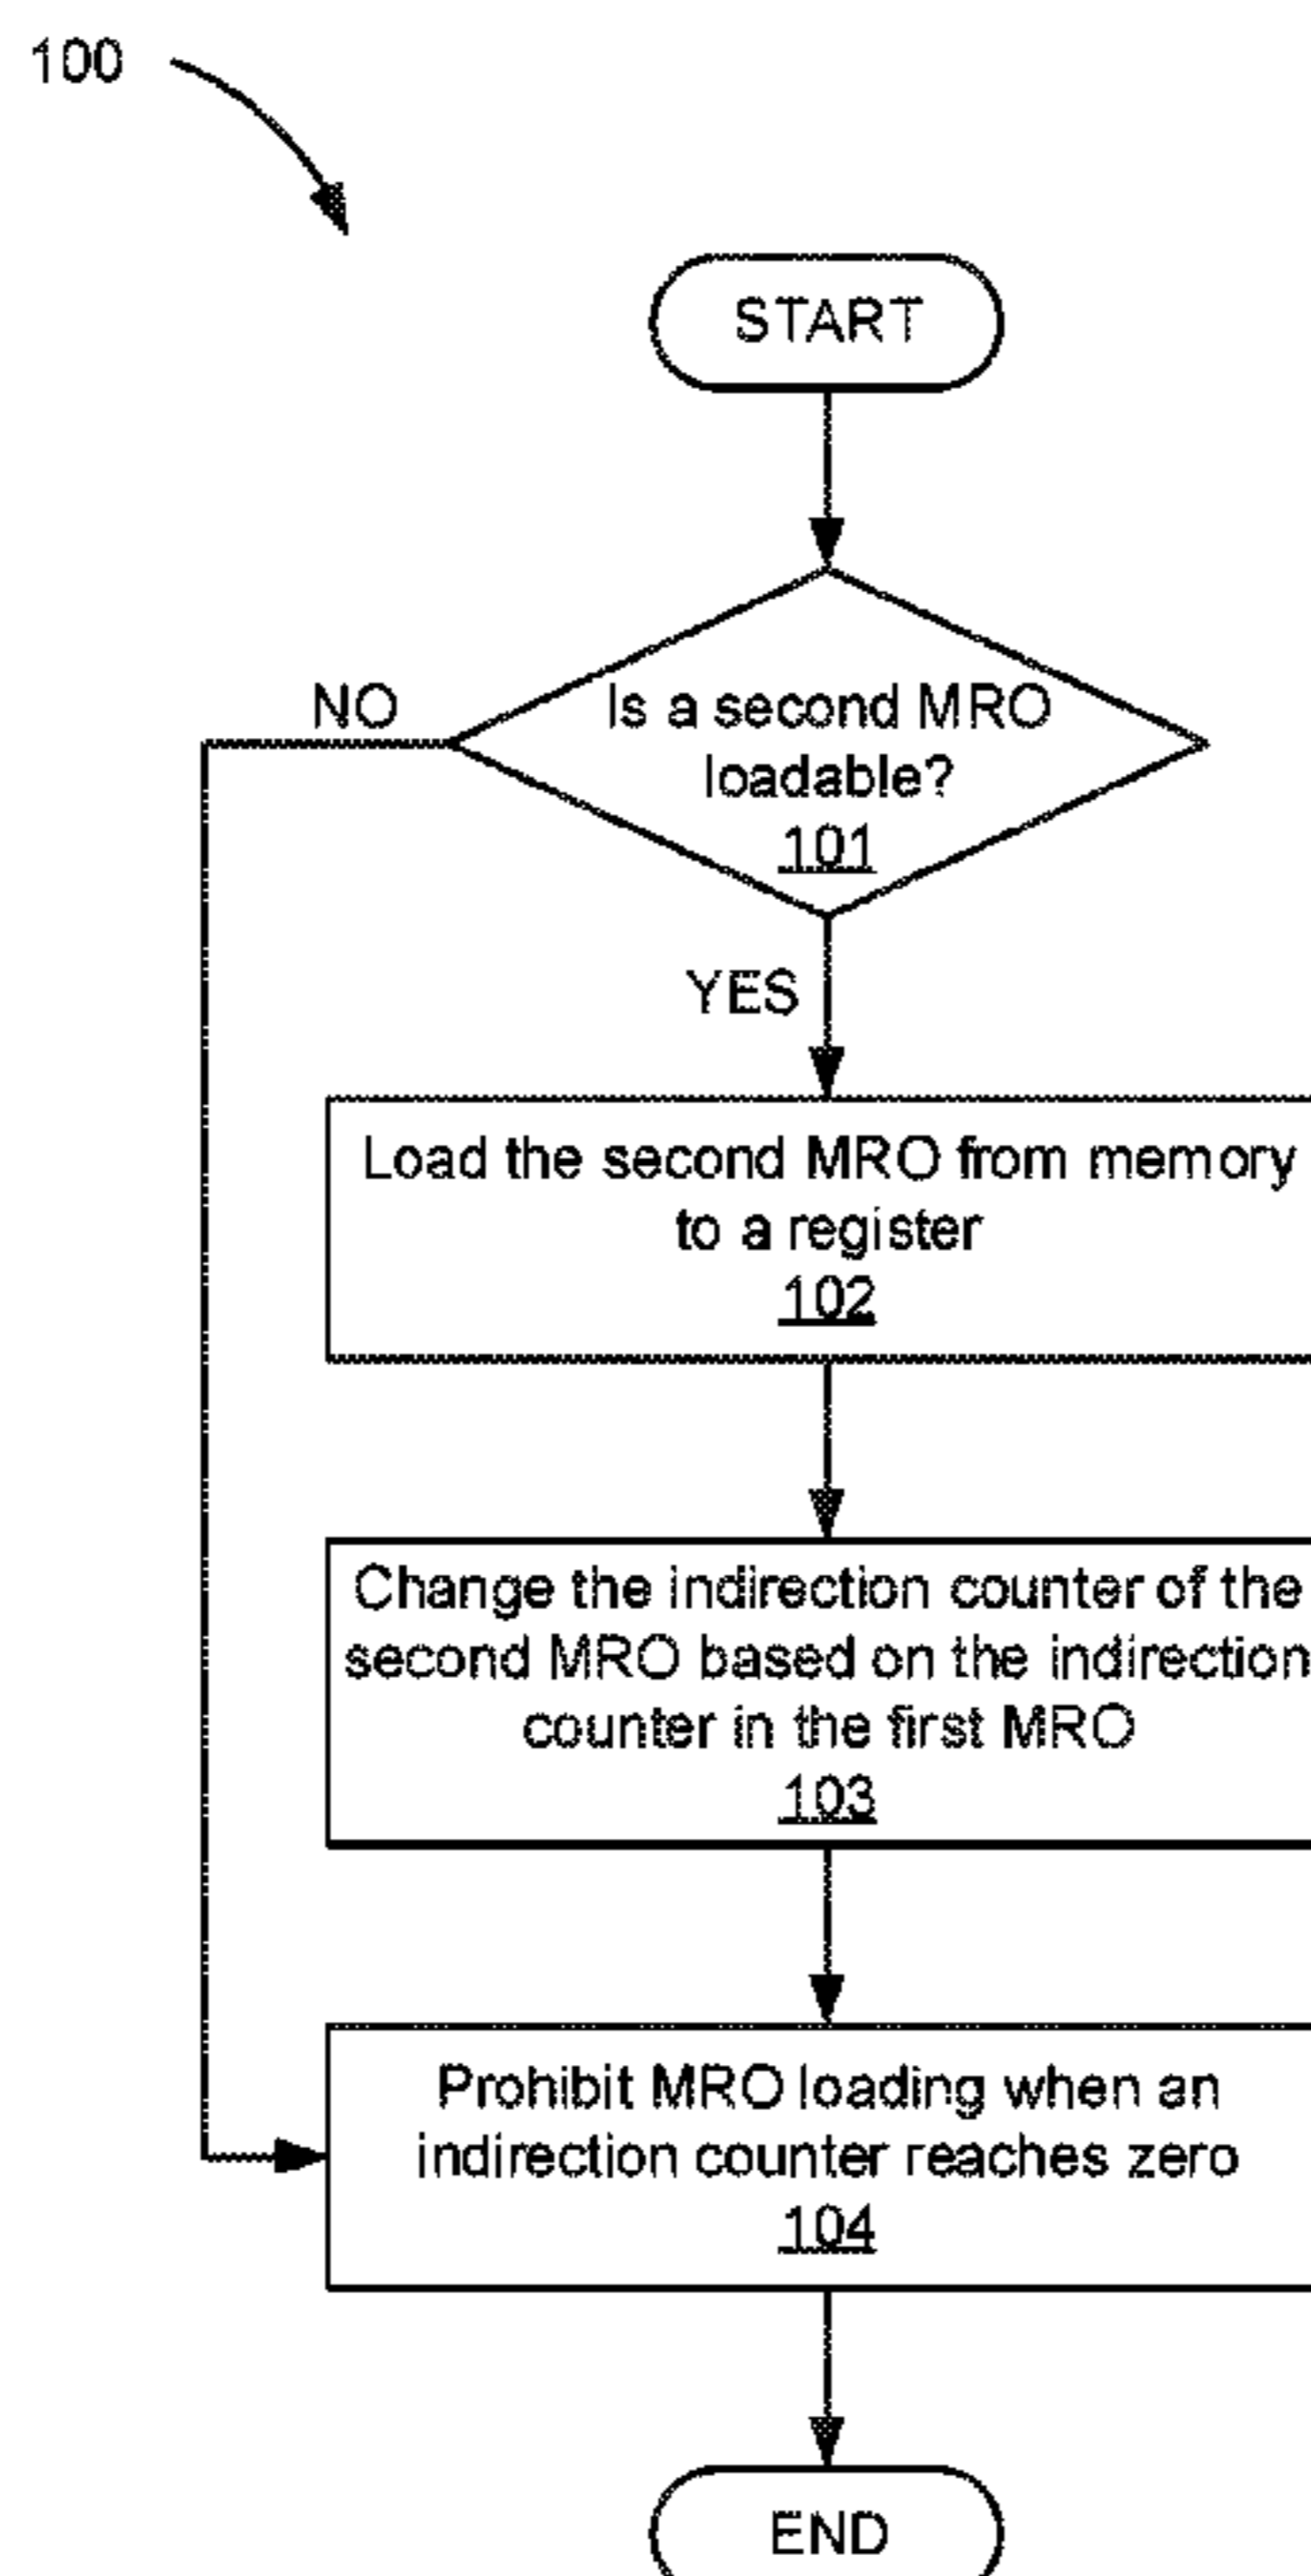 100
START
NO
Is a second MRO
loadable?
101
YES
Load the second MRO from memory
to a register
102
Change the indirection counter of the
second MRO based on the indirection
counter in the first MRO
103
Prohibit MRO loading when an
indirection counter reaches zero
104
END